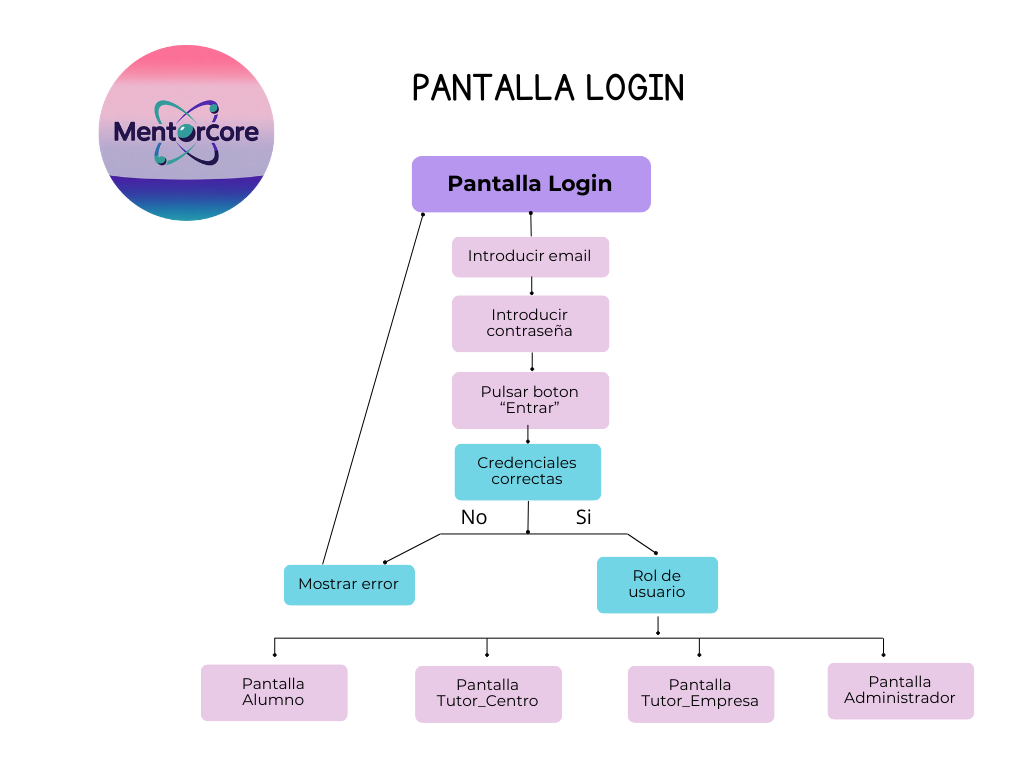 MentorCore
PANTALLA LOGIN
Pantalla Login
Introducir email
Introducir
contraseña
Pulsar boton
“Entrar”
Credenciales
correctas
No
Si
Mostrar error
Rol de
usuario
Pantalla
Alumno
Pantalla
Tutor_Centro
Pantalla
Tutor_Empresa
Pantalla
Administrador